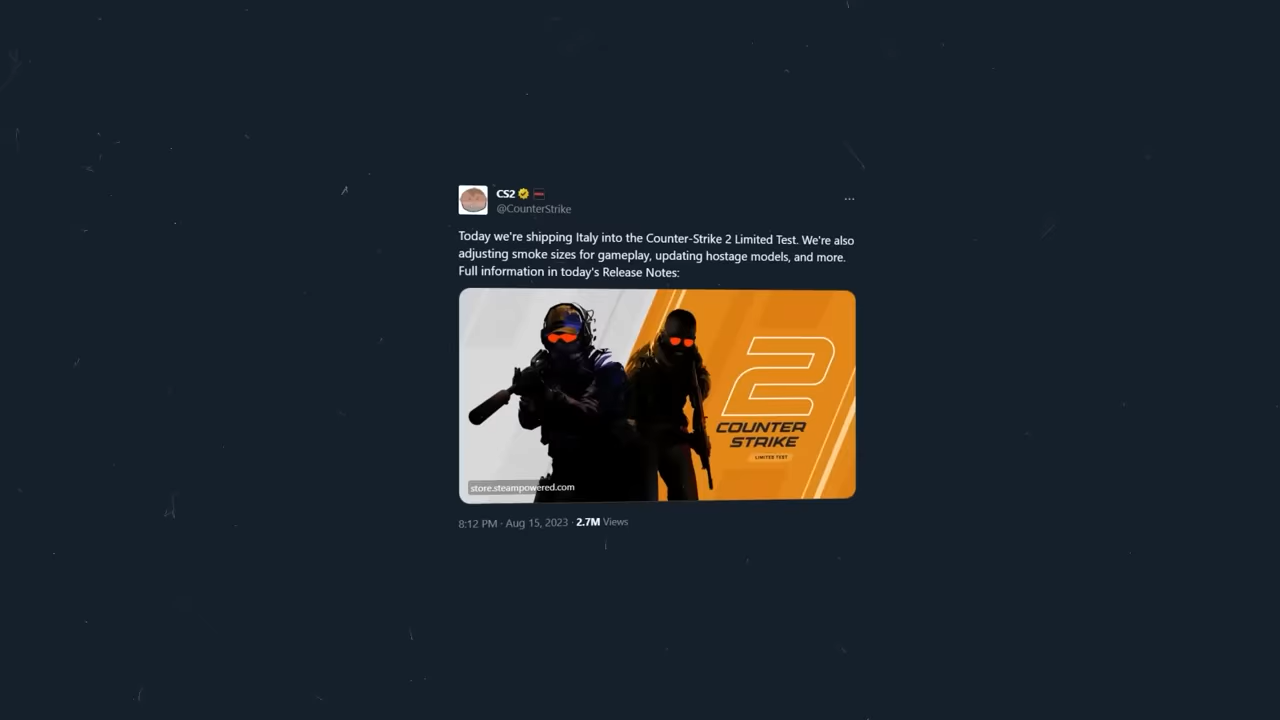 CS2
@CounterStrike
...
Today we're shipping Italy into the Counter-Strike 2 Limited Test. We're also
adjusting smoke sizes for gameplay, updating hostage models, and more.
Full information in today's Release Notes:
2
COUNTER
STRIKE
LIMITED TEST
store.steampowered.com
8:12 PM · Aug 15, 2023 · 2.7M Views